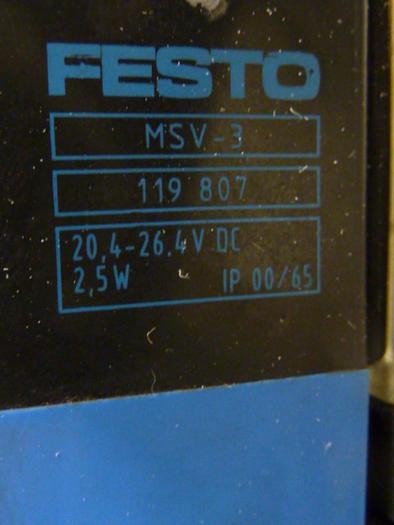 FESTO
MSV-3
119 807
20,4-26,4V DC
2,5W IP 00/65